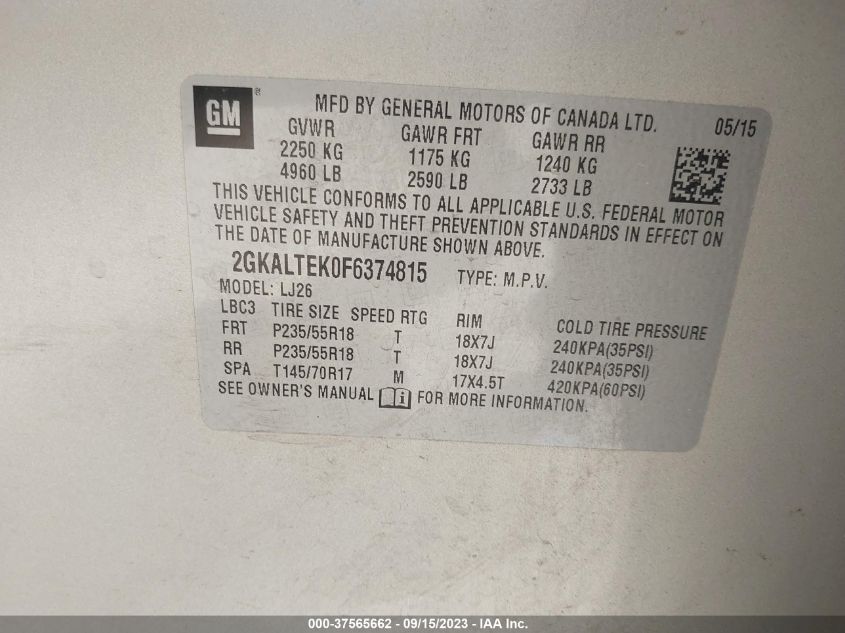 GM ® MFD BY GENERAL MOTORS OF CANADA LTD. 05/15
GVWR GAWR FRT GAWR RR
2250 KG 1175 KG 1240 KG
4960 LB 2590 LB 2733 LB
THIS VEHICLE CONFORMS TO ALL APPLICABLE U.S. FEDERAL MOTOR
VEHICLE SAFETY AND THEFT PREVENTION STANDARDS IN EFFECT ON
THE DATE OF MANUFACTURE SHOWN ABOVE.
2GKALTEK0F6374815 TYPE: M.P.V.
MODEL: LJ26
LBC3 TIRE SIZE SPEED RTG RIM COLD TIRE PRESSURE
FRT P235/55R18 T 18X7J 240KPA(35PSI)
RR P235/55R18 T 18X7J 240KPA(35PSI)
SPA T145/70R17 M 17X4.5T 420KPA(60PSI)
SEE OWNER'S MANUAL i FOR MORE INFORMATION.
000-37565662 - 09/15/2023 - IAA Inc.